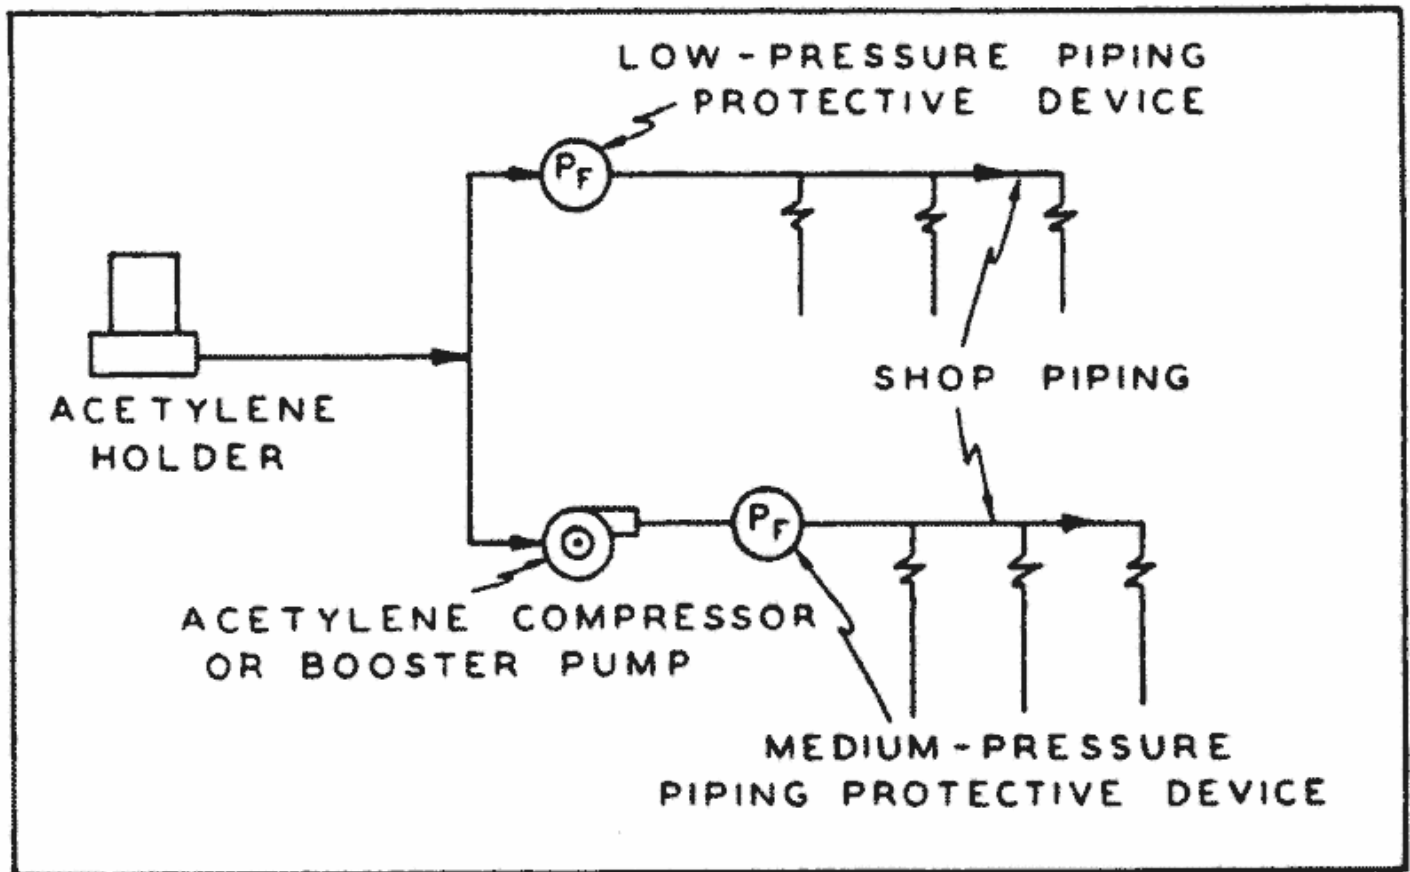 LOW-PRESSURE PIPING
PROTECTIVE DEVICE
PF
ACETYLENE
HOLDER
SHOP PIPING
PF
ACETYLENE COMPRESSOR
OR BOOSTER PUMP
MEDIUM-PRESSURE
PIPING PROTECTIVE DEVICE